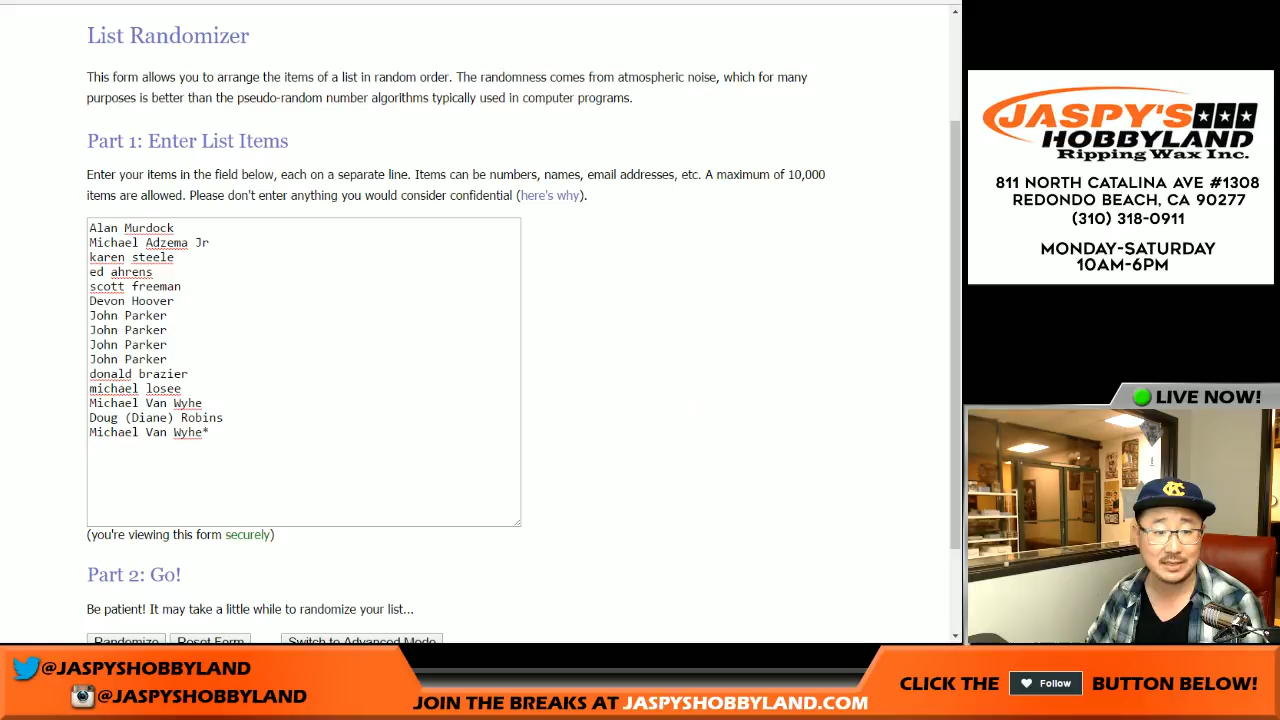 List Randomizer
This form allows you to arrange the items of a list in random order. The randomness comes from atmospheric noise, which for many
purposes is better than the pseudo-random number algorithms typically used in computer programs.
Part 1: Enter List Items
Enter your items in the field below, each on a separate line. Items can be numbers, names, email addresses, etc. A maximum of 10,000
items are allowed. Please don't enter anything you would consider confidential (here's why).
Alan Murdock
Michael Adzema Jr
karen steele
ed ahrens
scott freeman
Devon Hoover
John Parker
John Parker
John Parker
John Parker
donald brazier
michael losee
Michael Van Wyhe
Doug (Diane) Robins
Michael Van Wyhe*
(you're viewing this form securely)
Part 2: Go!
Be patient! It may take a little while to randomize your list...
Randomize Reset Form Switch to Advanced Mode
JASPY'S
HOBBYLAND
Ripping Wax Inc.
811 NORTH CATALINA AVE #1308
REDONDO BEACH, CA 90277
(310) 318-0911
MONDAY-SATURDAY
10AM-6PM
LIVE NOW!
KC
@JASPYSHOBBYLAND
@JASPYSHOBBYLAND
JOIN THE BREAKS AT JASPYSHOBBYLAND.COM
CLICK THE Follow BUTTON BELOW!